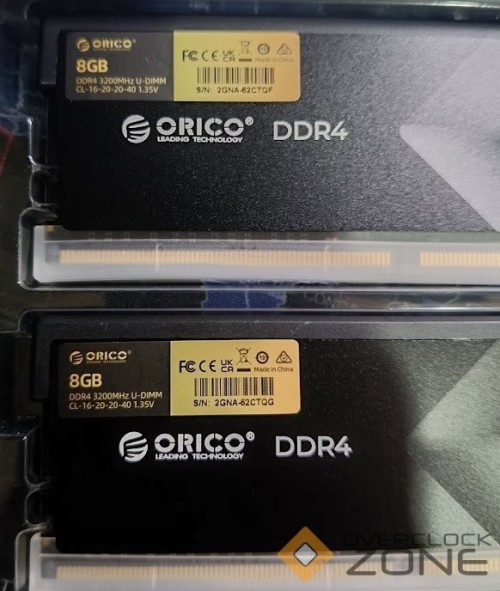 ORICO
8GB
DDR4 3200MHz U-DIMM
CL-16-20-20-40 1.35V
FC CE UK CA 10
Made in China
S/N: 2GNA-62CTQF
ORICO®
LEADING TECHNOLOGY
DDR4
ORICO
8GB
DDR4 3200MHz U-DIMM
CL-16-20-20-40 1.35V
FC CE UK CA 10
Made in China
S/N: 2GNA-62CTQG
ORICO®
LEADING TECHNOLOGY
DDR4
OVERCLOCK
ZONE